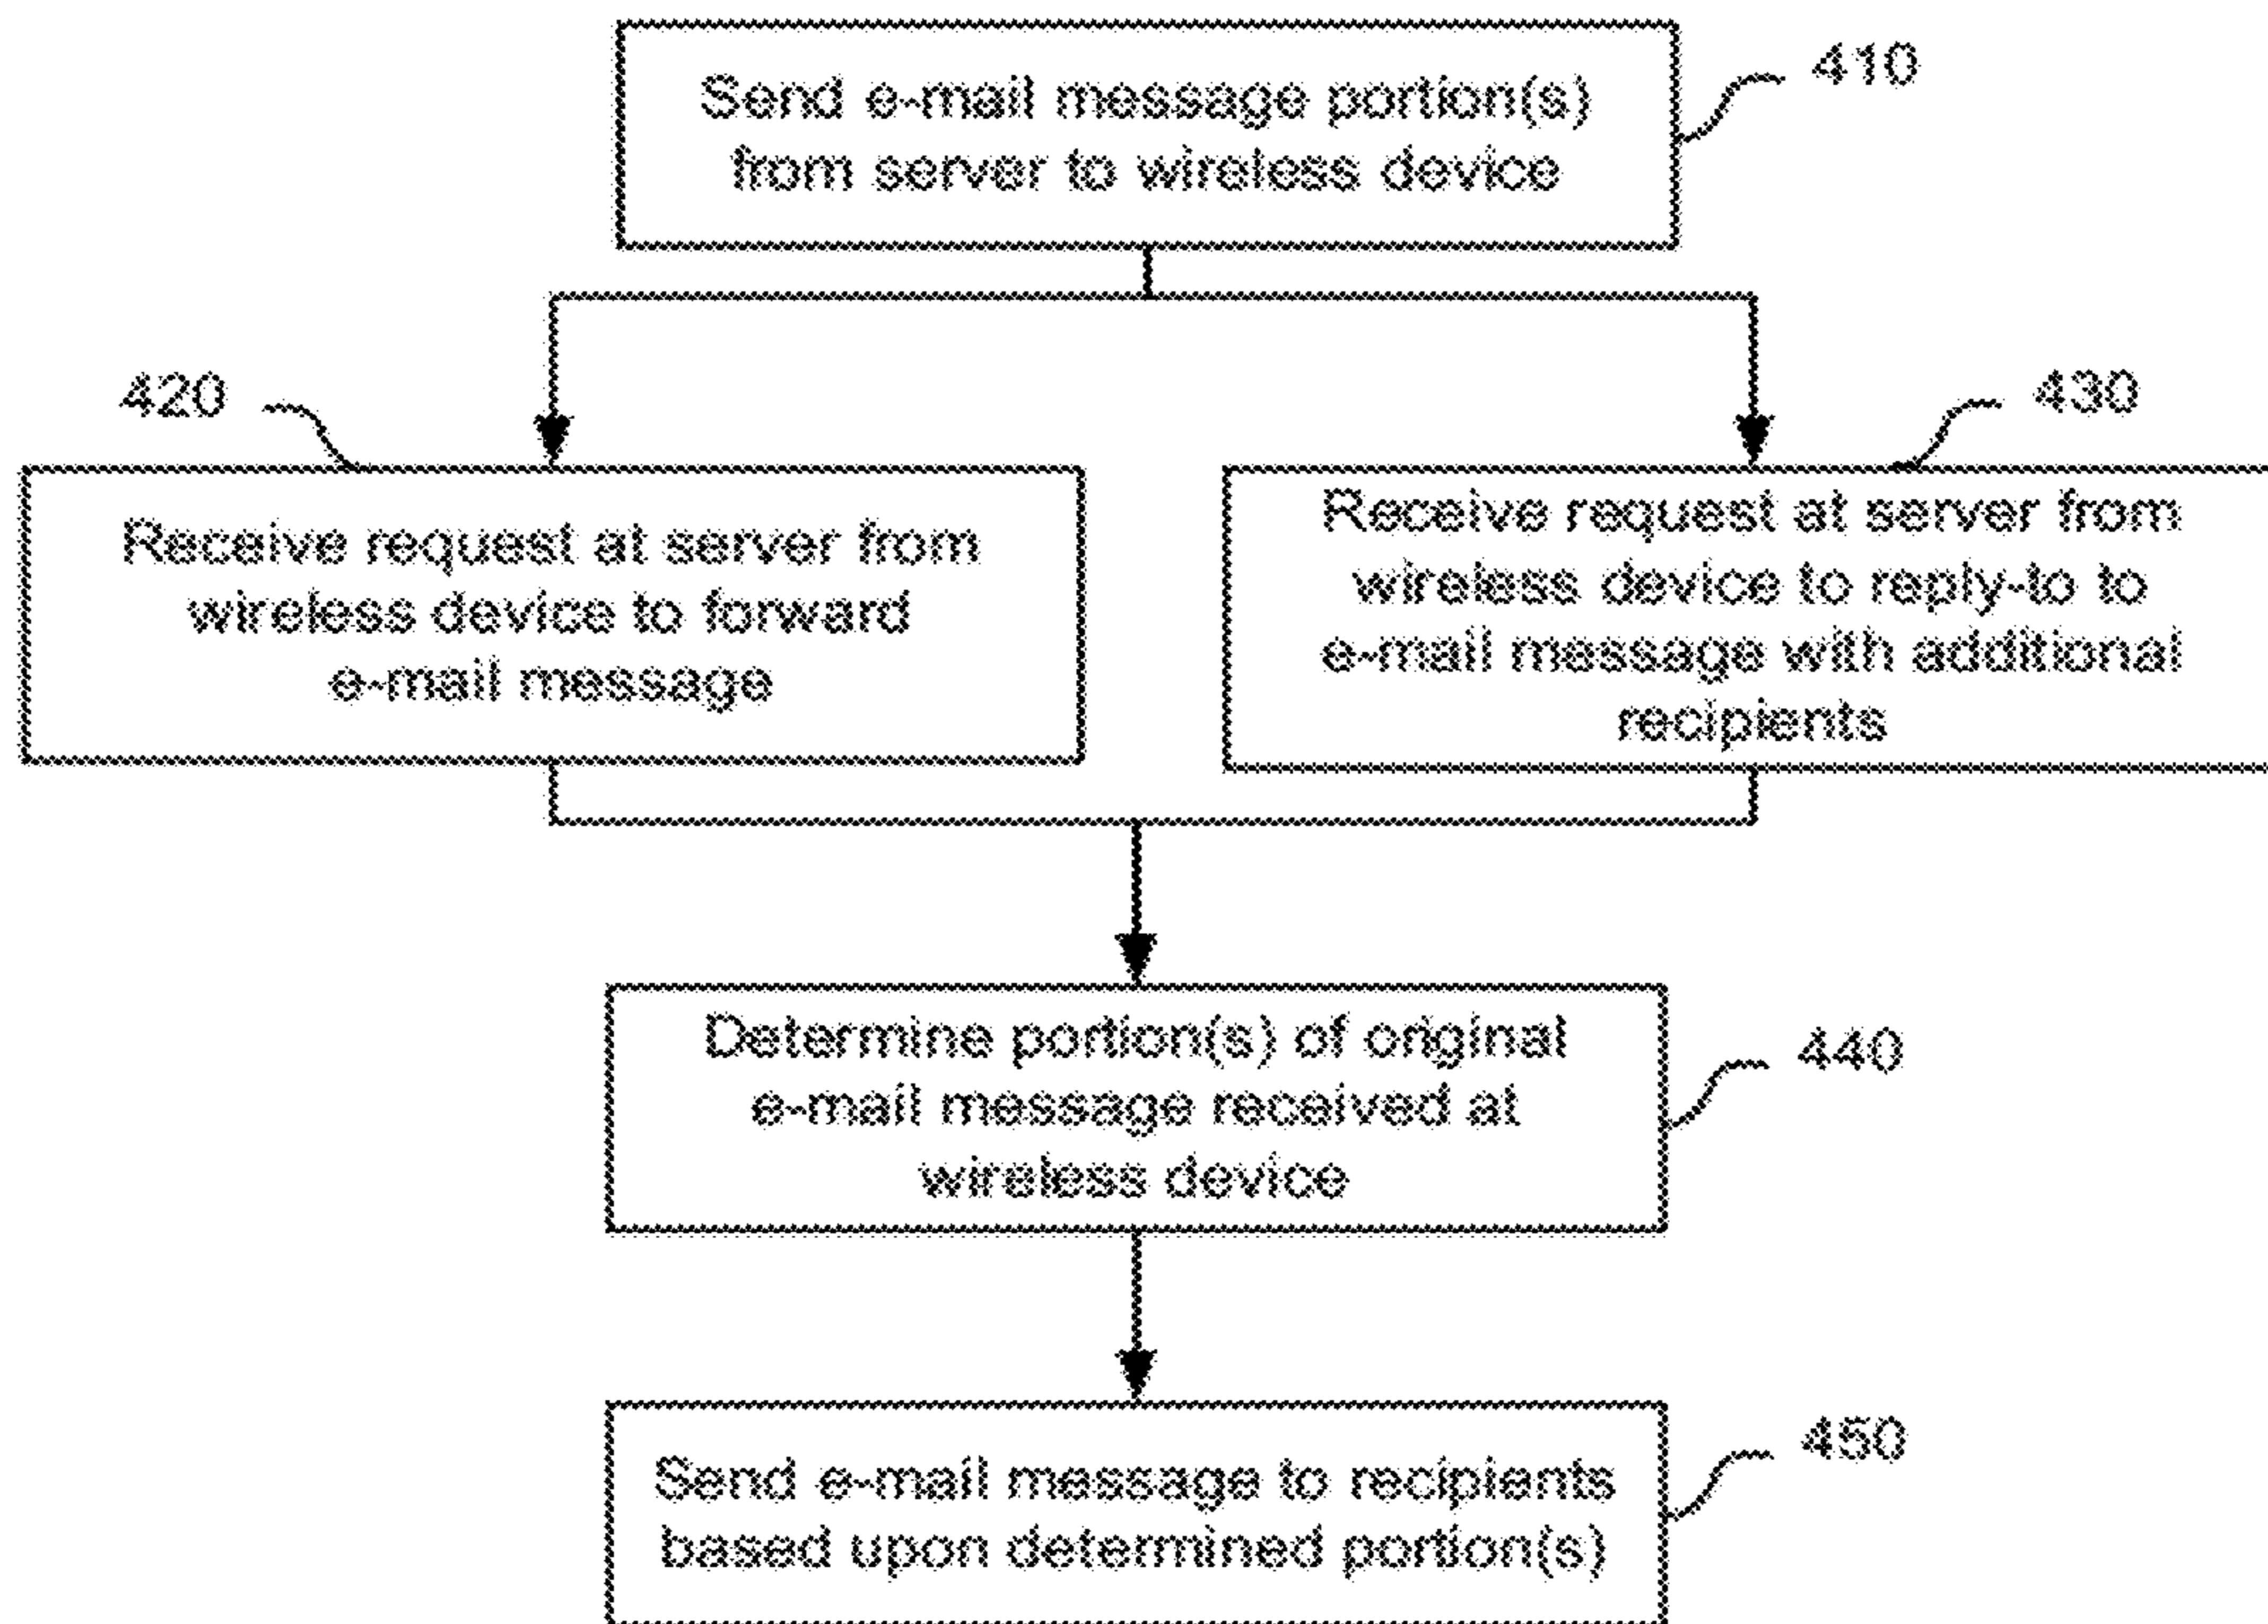 Send e-mail message portion(s)
from server to wireless device
410
420
430
Receive request at server from
wireless device to forward
e-mail message
Receive request at server from
wireless device to reply-to to
e-mail message with additional
recipients
Determine portion(s) of original
e-mail message received at
wireless device
440
Send e-mail message to recipients
based upon determined portion(s)
450